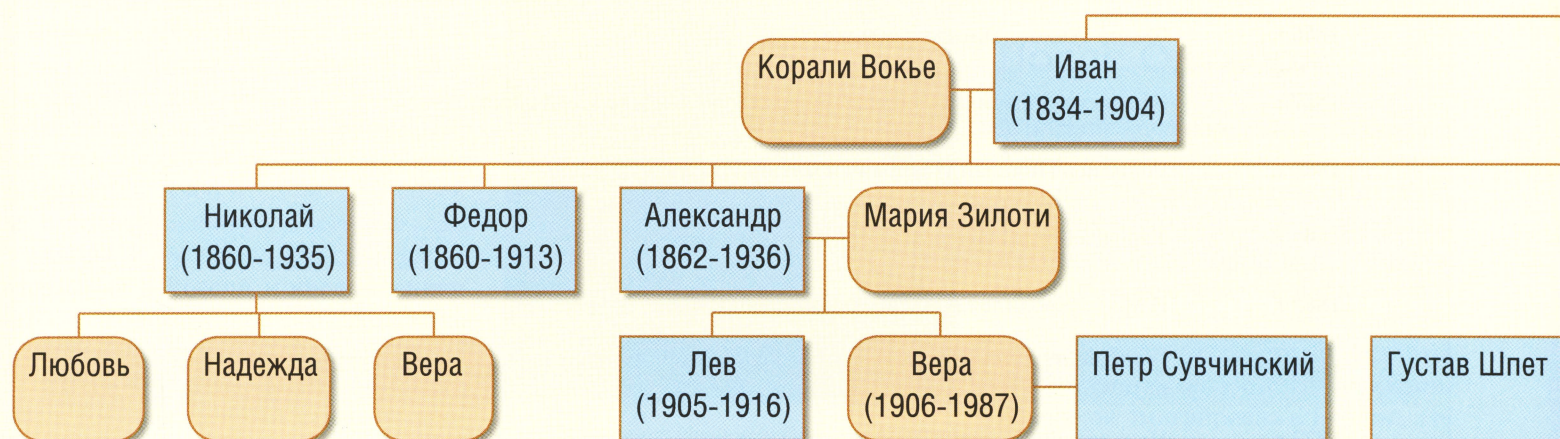 Корали Вокье
Иван
(1834-1904)
Николай
(1860-1935)
Федор
(1860-1913)
Александр
(1862-1936)
Мария Зилоти
Любовь
Надежда
Вера
Лев
(1905-1916)
Вера
(1906-1987)
Петр Сувчинский
Густав Шпет